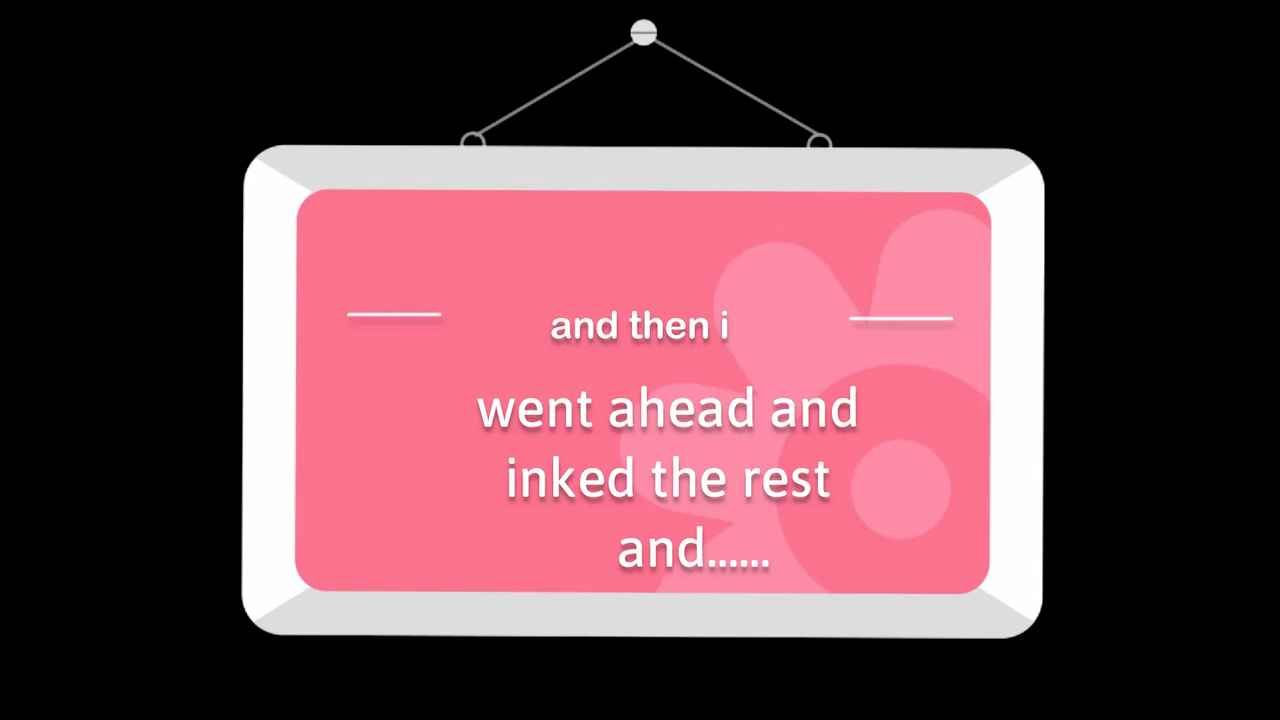 and then i
went ahead and
inked the rest
and......